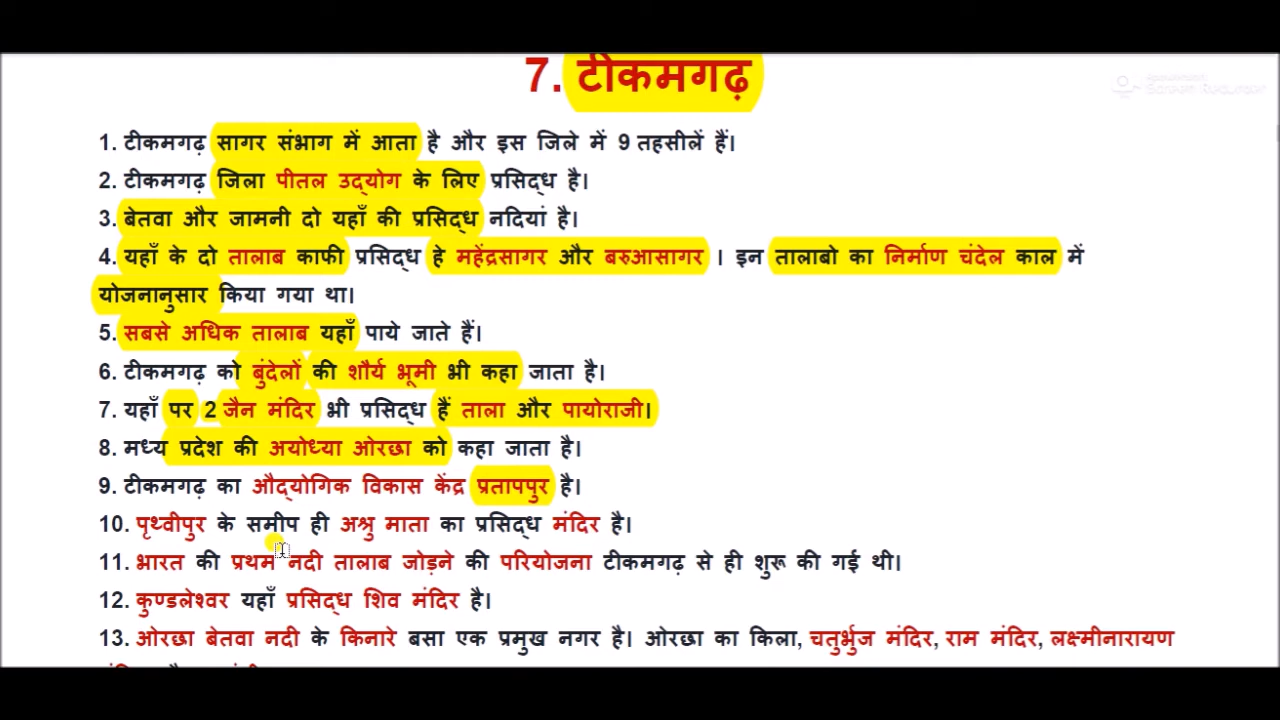 7. टीकमगढ़
1. टीकमगढ़ सागर संभाग में आता है और इस जिले में 9 तहसीलें हैं।
2. टीकमगढ़ जिला पीतल उद्योग के लिए प्रसिद्ध है।
3. बेतवा और जामनी दो यहाँ की प्रसिद्ध नदियां है।
4. यहाँ के दो तालाब काफी प्रसिद्ध हे महेंद्रसागर और बरुआसागर । इन तालाबो का निर्माण चंदेल काल में
योजनानुसार किया गया था।
5. सबसे अधिक तालाब यहाँ पाये जाते हैं।
6. टीकमगढ़ को बुंदेलों की शौर्य भूमी भी कहा जाता है।
7. यहाँ पर 2 जैन मंदिर भी प्रसिद्ध हैं ताला और पायोराजी।
8. मध्य प्रदेश की अयोध्या ओरछा को कहा जाता है।
9. टीकमगढ़ का औद्योगिक विकास केंद्र प्रतापपुर है।
10. पृथ्वीपुर के समीप ही अश्रु माता का प्रसिद्ध मंदिर है।
11. भारत की प्रथम नदी तालाब जोड़ने की परियोजना टीकमगढ़ से ही शुरू की गई थी।
12. कुण्डलेश्वर यहाँ प्रसिद्ध शिव मंदिर है।
13. ओरछा बेतवा नदी के किनारे बसा एक प्रमुख नगर है। ओरछा का किला, चतुर्भुज मंदिर, राम मंदिर, लक्ष्मीनारायण
Screen Recorder